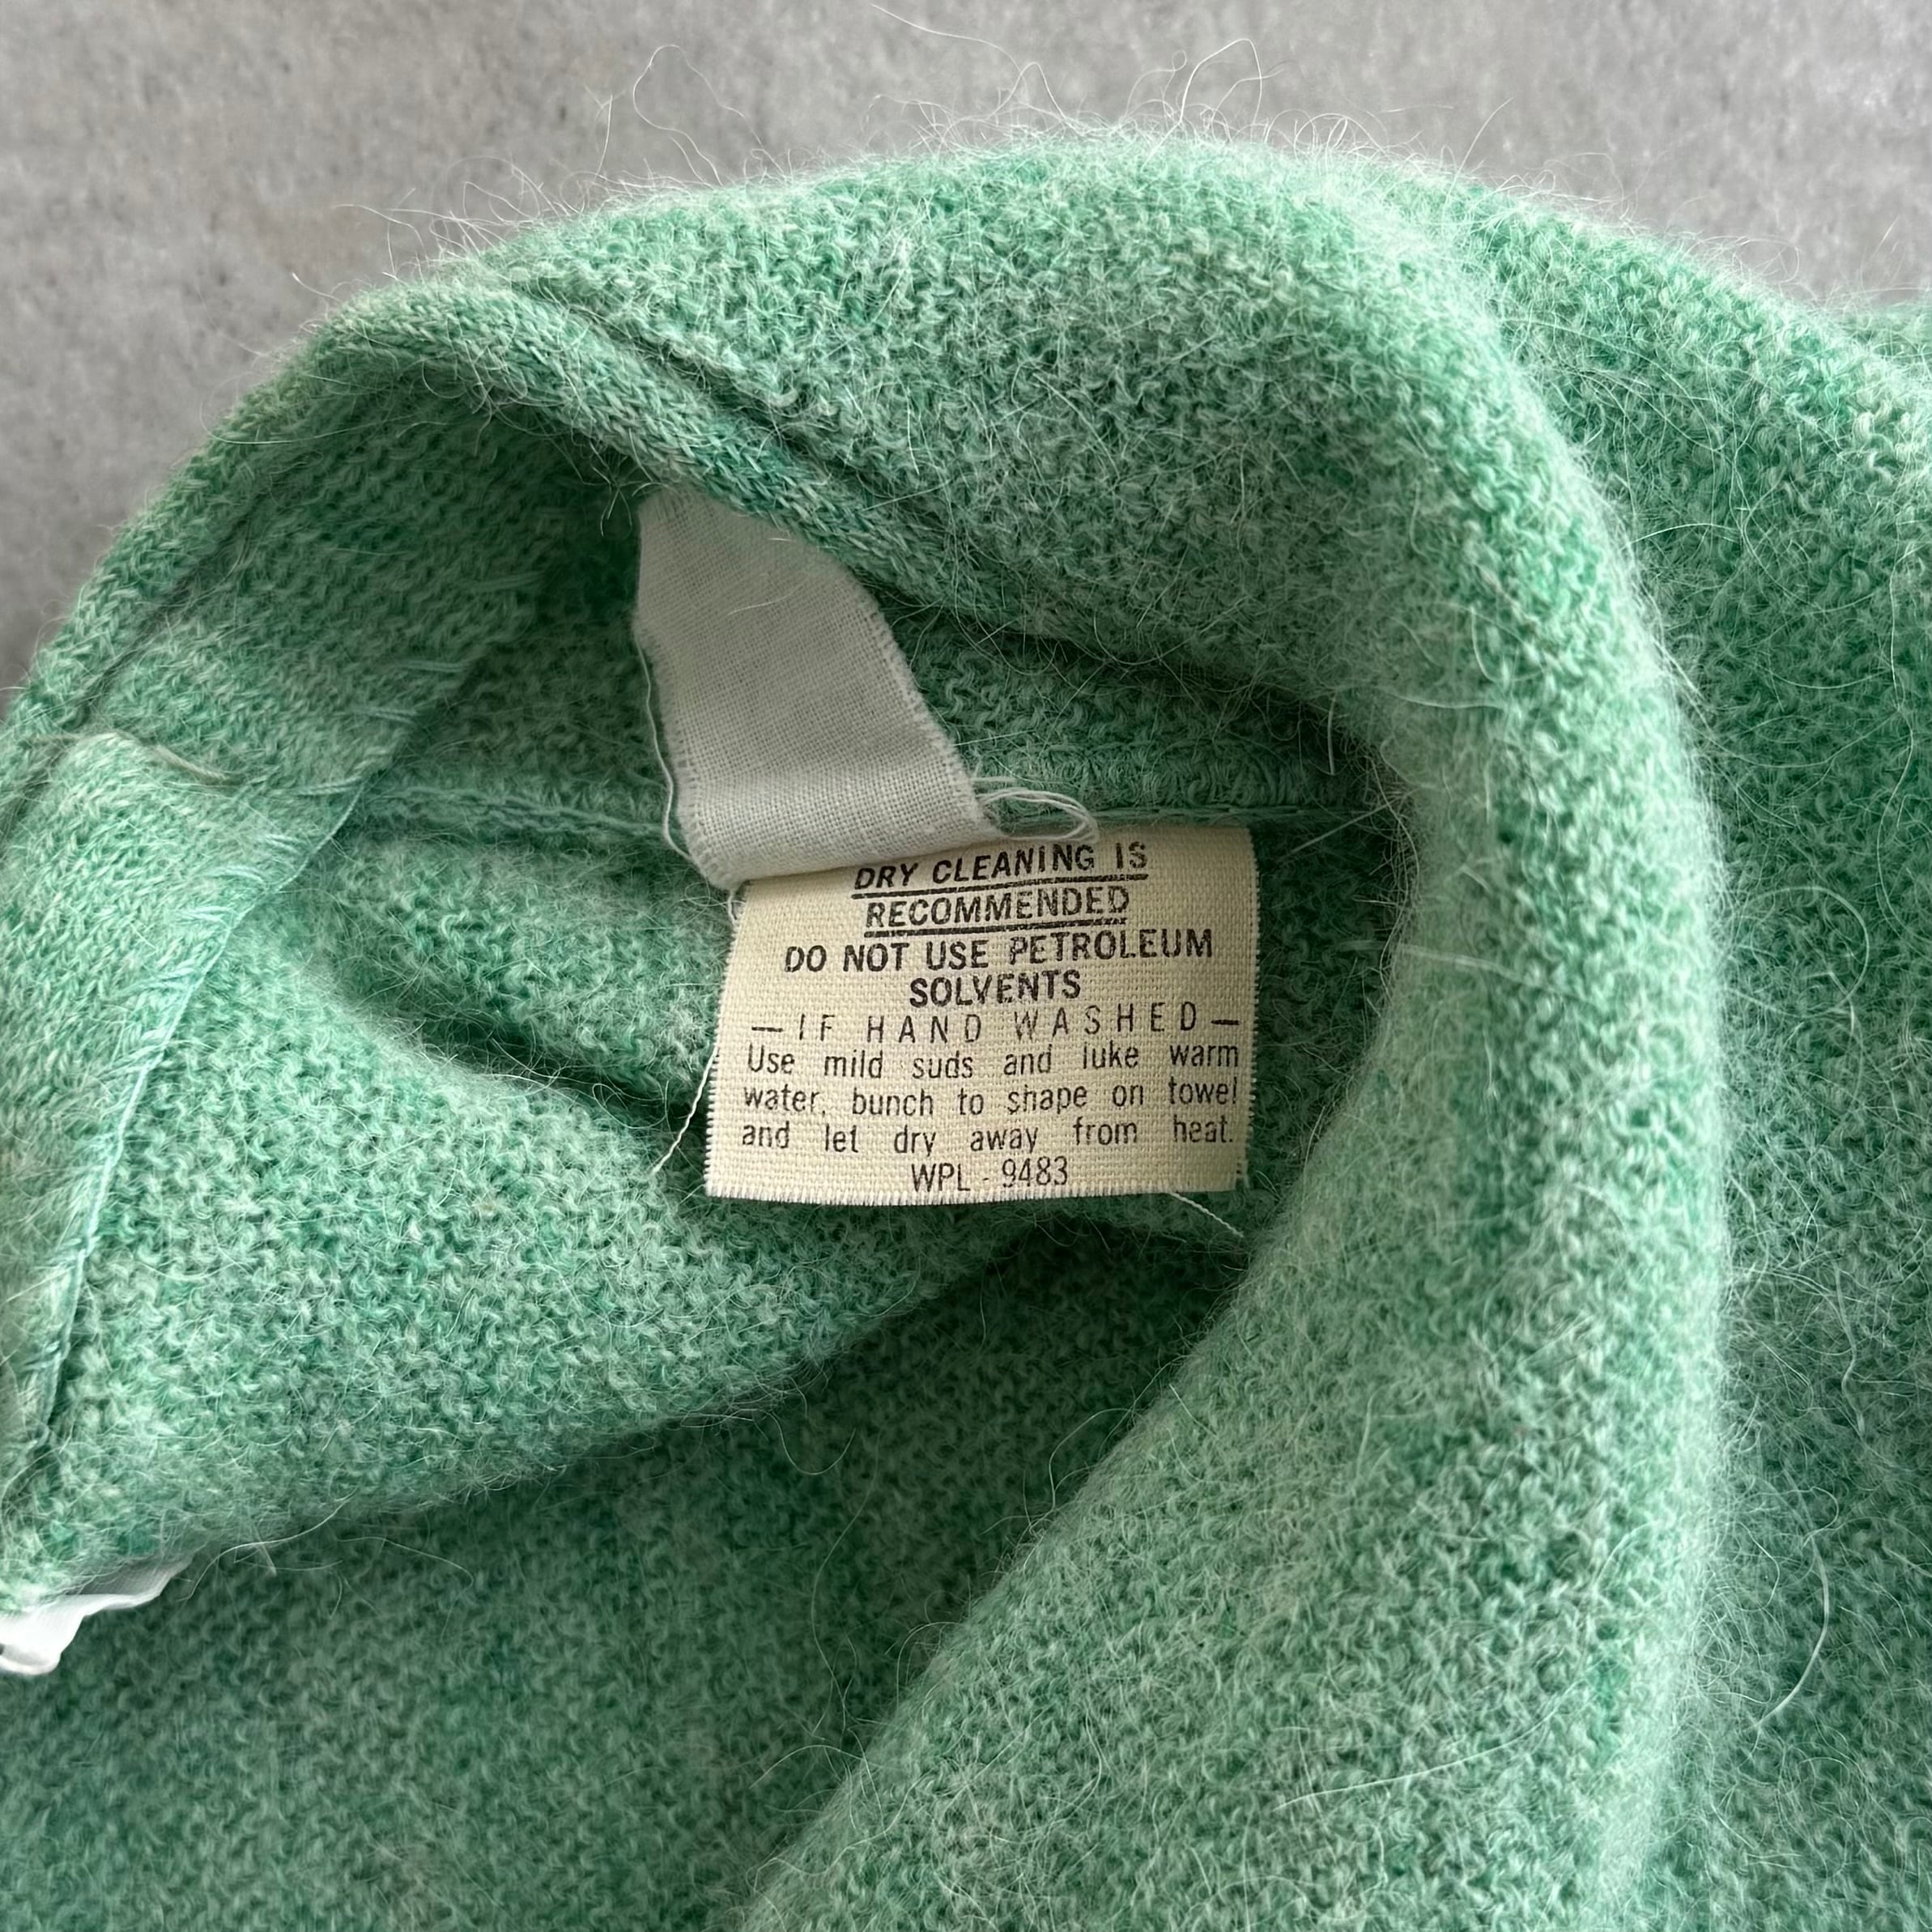 DRY CLEANING IS
RECOMMENDED
DO NOT USE PETROLEUM
SOLVENTS
—IF HAND WASHED—
Use mild suds and luke warm
water, bunch to shape on towel
and let dry away from heat.
WPL - 9483